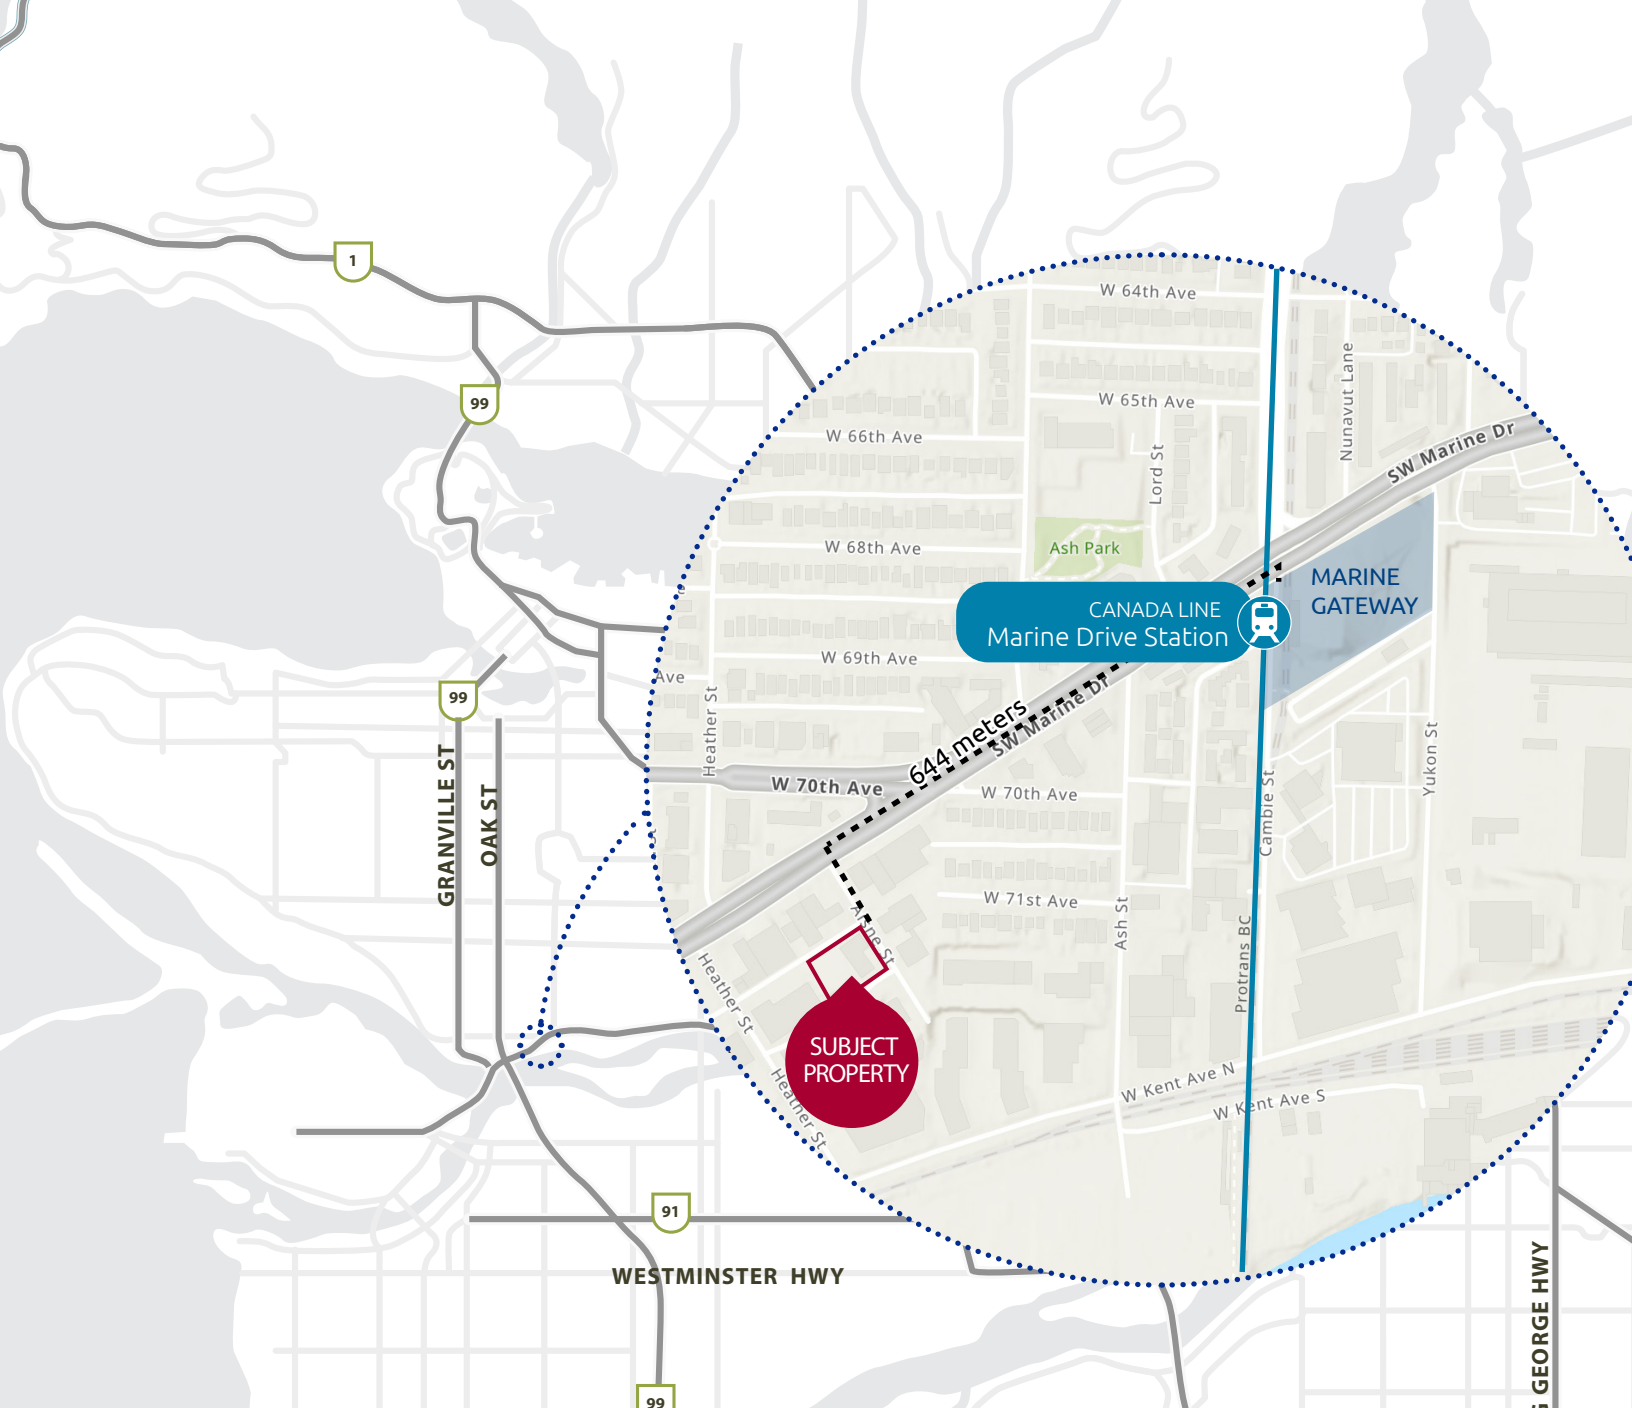 1
99
W 64th Ave
Nunavut Lane
W 65th Ave
SW Marine Dr
W 66th Ave
Lord St
W 68th Ave
Ash Park
MARINE
GATEWAY
CANADA LINE
Marine Drive Station
W 69th Ave
Ave
99
Heather St
644 meters
SW Marine Dr
GRANVILLE ST
OAK ST
W 70th Ave
W 70th Ave
Cambie St
Yukon St
W 71st Ave
Ash St
Aisne St
Protrans BC
Heather St
SUBJECT
PROPERTY
Heather St
W Kent Ave N
W Kent Ave S
91
WESTMINSTER HWY
GEORGE HWY
99